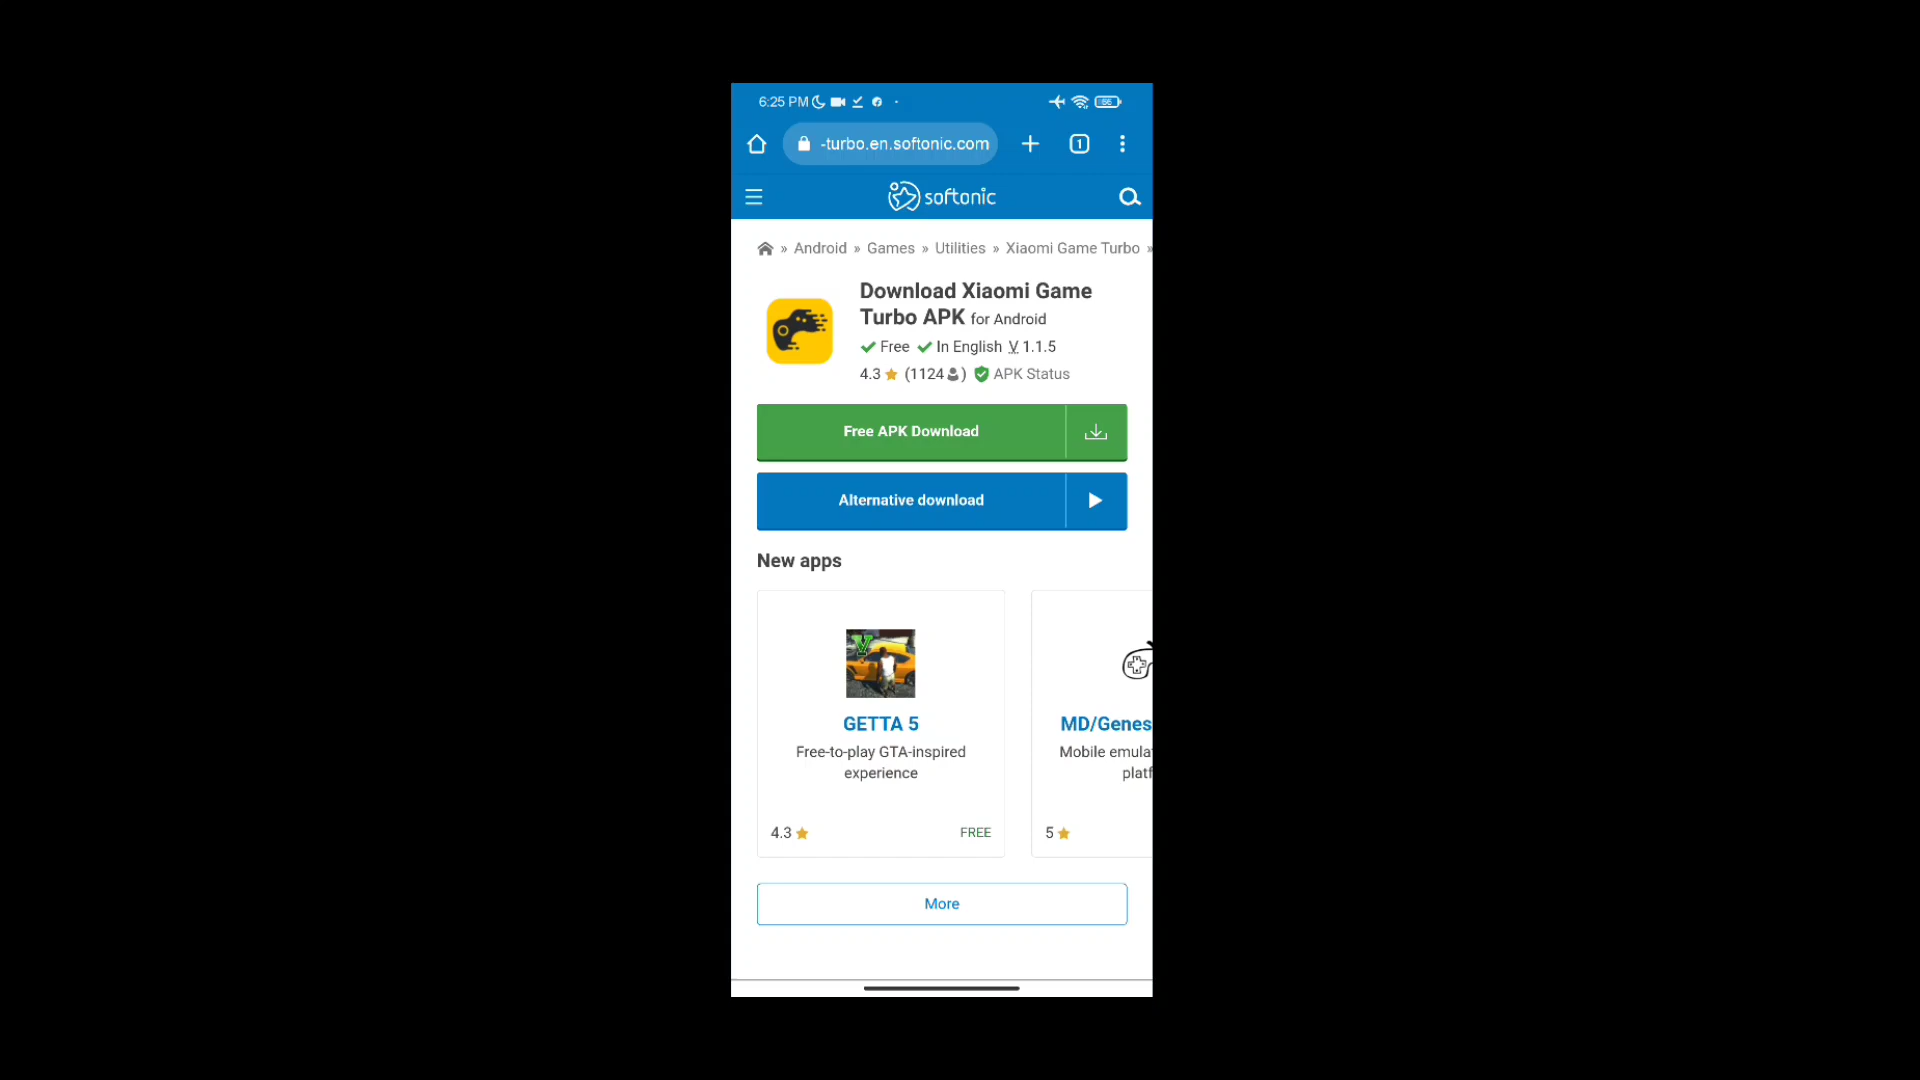 6:25 PM
66
-turbo.en.softonic.com
1
softonic
» Android » Games » Utilities » Xiaomi Game Turbo »
Download Xiaomi Game
Turbo APK for Android
Free In English V 1.1.5
4.3 (1124) APK Status
Free APK Download
Alternative download
New apps
V
GETTA 5
Free-to-play GTA-inspired
experience
4.3 FREE
MD/Genes
Mobile emula
platf
5
More